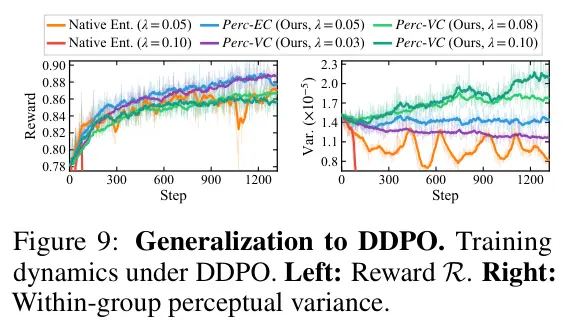 Native Ent. (λ=0.05) Perc-EC (Ours, λ=0.05) Perc-VC (Ours, λ=0.08)
Native Ent. (λ=0.10) Perc-VC (Ours, λ=0.03) Perc-VC (Ours, λ=0.10)
Reward
0.90
0.88
0.86
0.84
0.82
0.80
0.78
0 300 600 900 1200
Step
Var. (×10⁻⁵)
2.3
2.0
1.7
1.4
1.1
0.8
0 300 600 900 1200
Step
Figure 9: Generalization to DDPO. Training
dynamics under DDPO. Left: Reward R. Right:
Within-group perceptual variance.